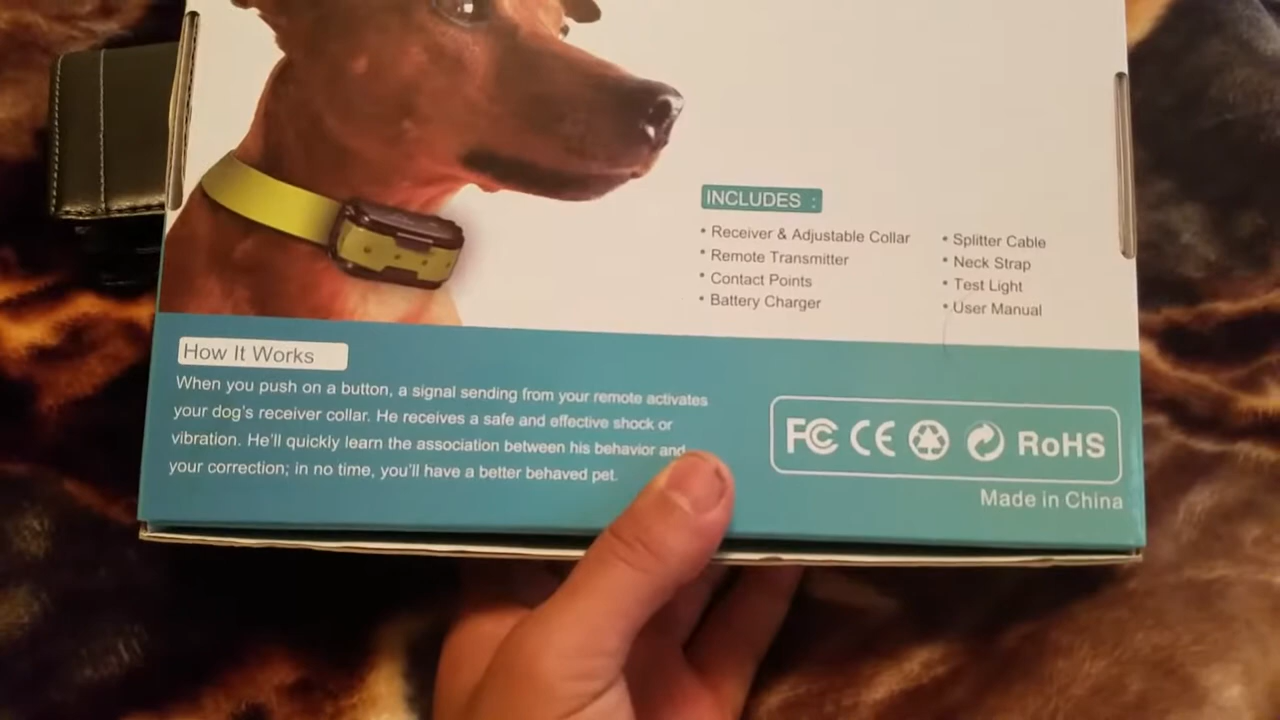 INCLUDES :
• Receiver & Adjustable Collar
• Remote Transmitter
• Contact Points
• Battery Charger
• Splitter Cable
• Neck Strap
• Test Light
• User Manual
How It Works
When you push on a button, a signal sending from your remote activates
your dog's receiver collar. He receives a safe and effective shock or
vibration. He'll quickly learn the association between his behavior and
your correction; in no time, you'll have a better behaved pet.
FC CE RoHS
Made in China